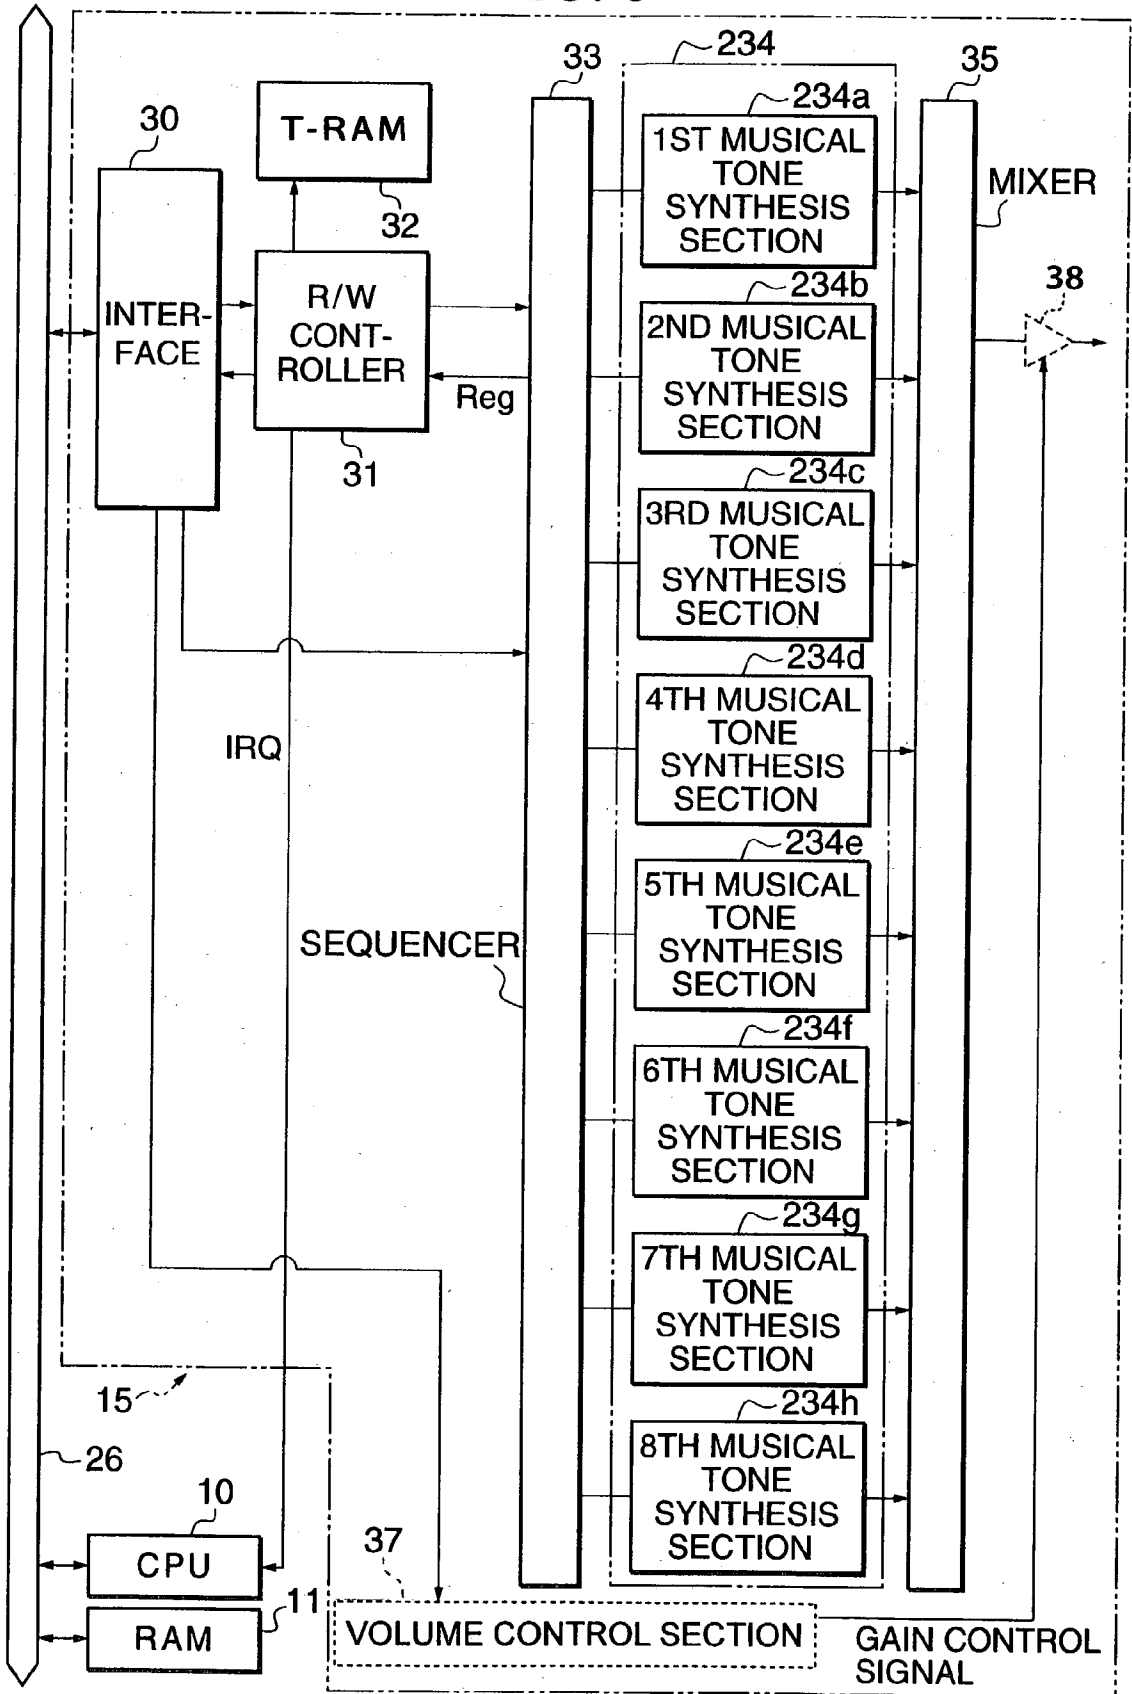 234
33
35
30
T-RAM
32
234a
1ST MUSICAL
TONE
SYNTHESIS
SECTION
MIXER
INTER-
FACE
R/W
CONT-
ROLLER
31
Reg
234b
2ND MUSICAL
TONE
SYNTHESIS
SECTION
38
234c
3RD MUSICAL
TONE
SYNTHESIS
SECTION
234d
4TH MUSICAL
TONE
SYNTHESIS
SECTION
IRQ
234e
5TH MUSICAL
TONE
SYNTHESIS
SECTION
SEQUENCER
234f
6TH MUSICAL
TONE
SYNTHESIS
SECTION
234g
7TH MUSICAL
TONE
SYNTHESIS
SECTION
15
234h
8TH MUSICAL
TONE
SYNTHESIS
SECTION
26
10
CPU
37
11
RAM
VOLUME CONTROL SECTION
GAIN CONTROL
SIGNAL